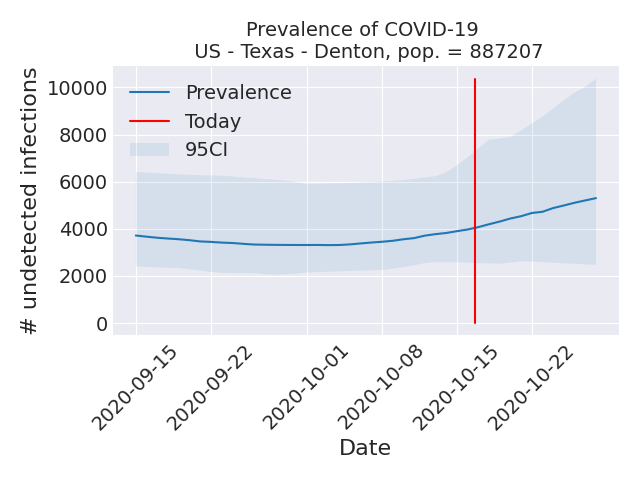 Prevalence of COVID-19
US - Texas - Denton, pop. = 887207
# undetected infections
10000
8000
6000
4000
2000
0
Prevalence
Today
95CI
2020-09-15
2020-09-22
2020-10-01
2020-10-08
2020-10-15
2020-10-22
Date